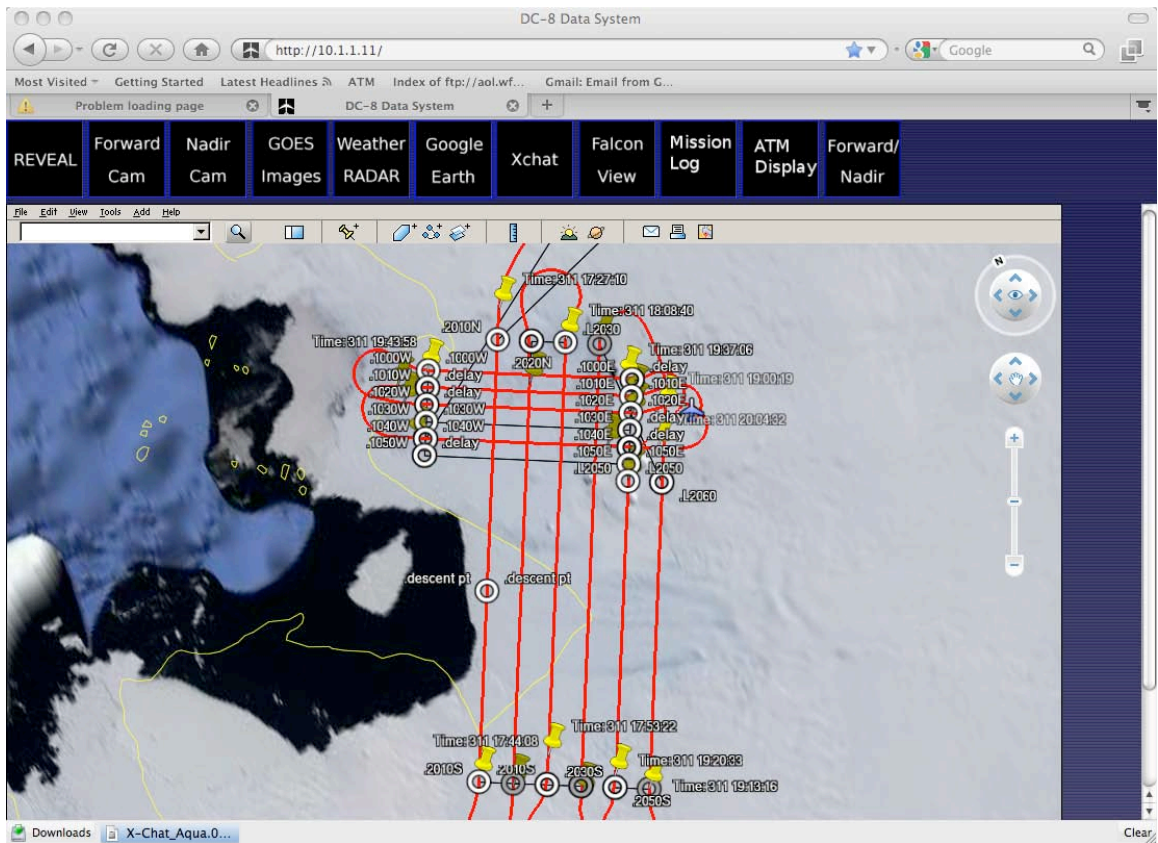 DC-8 Data System
http://10.1.1.11/
Google
Most Visited Getting Started Latest Headlines ATM Index of ftp://aol.wf... Gmail: Email from G...
Problem loading page DC-8 Data System
REVEAL Forward Cam Nadir Cam GOES Images Weather RADAR Google Earth Xchat Falcon View Mission Log ATM Display Forward/ Nadir
File Edit View Tools Add Help
N
Time: 311 17:27:10
Time: 311 18:08:40
.2010N .L2030
Time: 311 19:43:58
Time: 311 19:37:06
.1000W .1000W .2020N .1000E .delay
.1010W .delay .1010E .1010E Time: 311 19:00:19
.1020W .delay .1020E .1020E
.1030W .1030W .1030E .delay Time: 311 20:04:32
.1040W .1040W .1040E .delay
.1050W .delay .1050E .1050E
.L2050 .L2050
.L2060
.descent pt .descent pt
Time: 311 17:53:22
Time: 311 17:44:08
Time: 311 19:20:33
.2010S .2010S .2030S Time: 311 19:13:16
.2050S
Downloads X-Chat_Aqua.0... Clear